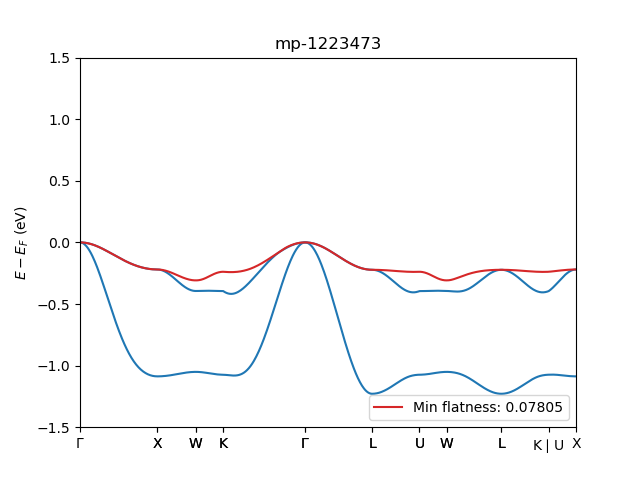 mp-1223473
1.5
1.0
0.5
0.0
−0.5
−1.0
−1.5
E − E_F (eV)
Min flatness: 0.07805
Γ X W K Γ L U W L K | U X